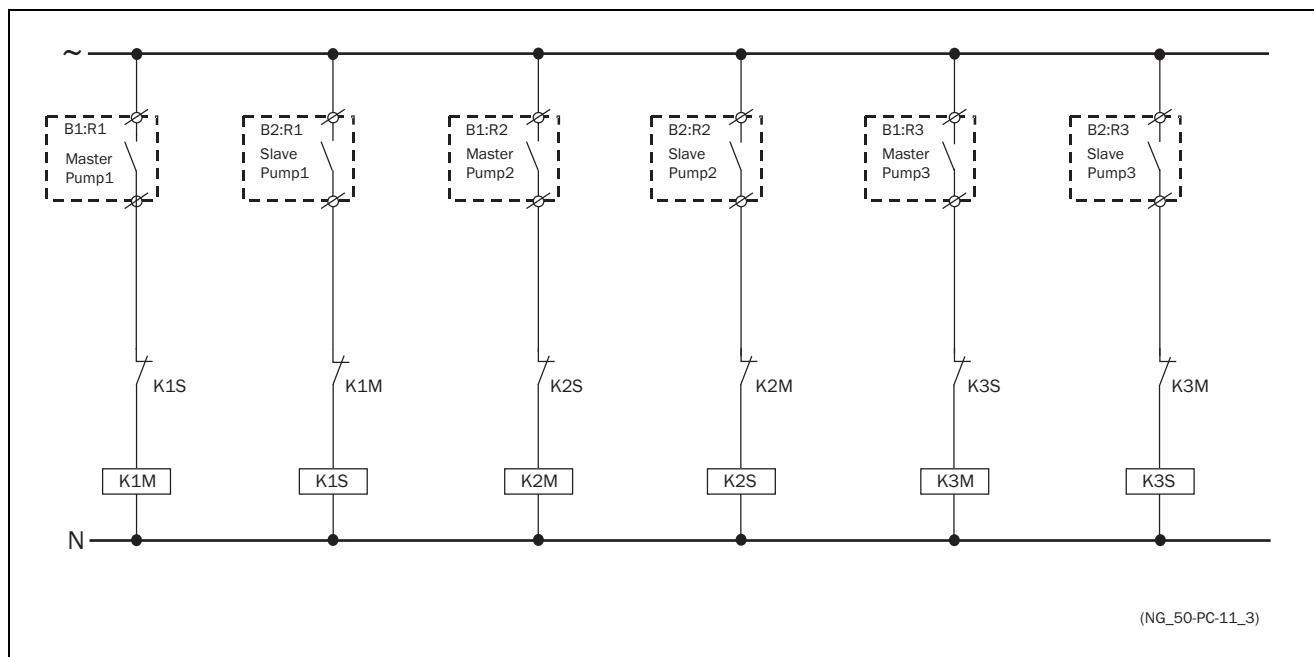 ~
B1:R1
Master
Pump1
B2:R1
Slave
Pump1
B1:R2
Master
Pump2
B2:R2
Slave
Pump2
B1:R3
Master
Pump3
B2:R3
Slave
Pump3
K1S
K1M
K2S
K2M
K3S
K3M
K1M
K1S
K2M
K2S
K3M
K3S
N
(NG_50-PC-11_3)